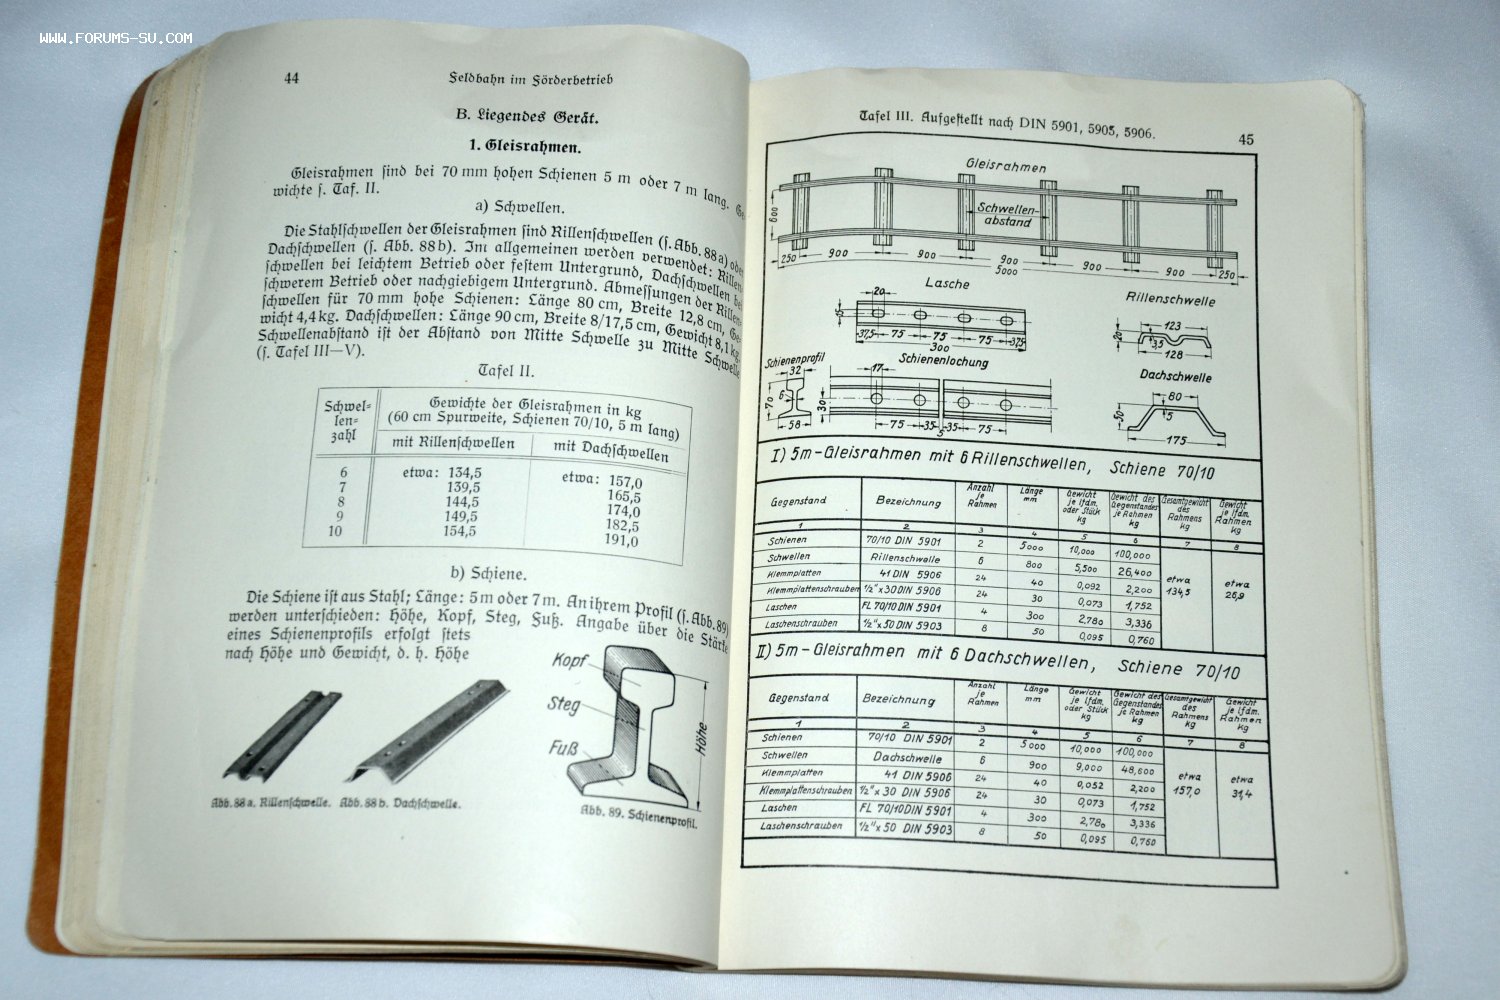 WWW.FORUMS-SU.COM
44
Feldbahn im Förderbetrieb
B. Liegendes Gerät.
1. Gleisrahmen.
Gleisrahmen sind bei 70 mm hohen Schienen 5 m oder 7 m lang. Ge-
wichte s. Taf. II.
a) Schwellen.
Die Stahlschwellen der Gleisrahmen sind Rillenschwellen (s. Abb. 88a) oder
Dachschwellen (s. Abb. 88b). Im allgemeinen werden verwendet: Rillen-
schwellen bei leichtem Betrieb oder festem Untergrund, Dachschwellen bei
schwerem Betrieb oder nachgiebigem Untergrund. Abmessungen der Rillen-
schwellen für 70 mm hohe Schienen: Länge 80 cm, Breite 12,8 cm, Ge-
wicht 4,4 kg. Dachschwellen: Länge 90 cm, Breite 8/17,5 cm, Gewicht 8,1 kg.
Schwellenabstand ist der Abstand von Mitte Schwelle zu Mitte Schwelle
(s. Tafel III—V).
Tafel II.
Schwel-
len-
zahl
Gewichte der Gleisrahmen in kg
(60 cm Spurweite, Schienen 70/10, 5 m lang)
mit Rillenschwellen mit Dachschwellen
6 etwa: 134,5 etwa: 157,0
7 139,5 165,5
8 144,5 174,0
9 149,5 182,5
10 154,5 191,0
b) Schiene.
Die Schiene ist aus Stahl; Länge: 5 m oder 7 m. An ihrem Profil (s. Abb. 89)
werden unterschieden: Höhe, Kopf, Steg, Fuß. Angabe über die Stärke
eines Schienenprofils erfolgt stets
nach Höhe und Gewicht, d. h. Höhe
Kopf
Steg
Fuß
Höhe
Abb. 88a. Rillenschwelle. Abb. 88b. Dachschwelle.
Abb. 89. Schienenprofil.
Tafel III. Aufgestellt nach DIN 5901, 5905, 5906.
45
Gleisrahmen
600
Schwellen-
abstand
250 900 900 900 900 900 250
5000
Lasche
20
15
37,5 75 75 75 37,5
300
Rillenschwelle
123
20
3,5
128
Schienenprofil
32
6
70
58
Schienenlochung
17
30
75 35 35 75
5
Dachschwelle
80
50
5
175
I) 5m-Gleisrahmen mit 6 Rillenschwellen, Schiene 70/10
Gegenstand Bezeichnung Anzahl je Rahmen Länge mm Gewicht je lfdm. oder Stück kg Gewicht des Gegenstandes je Rahmen kg Gesamtgewicht des Rahmens kg Gewicht je lfdm. Rahmen kg
1 2 3 4 5 6 7 8
Schienen 70/10 DIN 5901 2 5000 10,000 100,000
Schwellen Rillenschwelle 6 800 5,500 26,400
Klemmplatten 41 DIN 5906 24 40 0,092 2,200
Klemmplattenschrauben ½"x30 DIN 5906 24 30 0,073 1,752
Laschen FL 70/10 DIN 5901 4 300 2,780 3,336
Laschenschrauben ½"x50 DIN 5903 8 50 0,095 0,760
etwa 134,5
etwa 26,9
II) 5m-Gleisrahmen mit 6 Dachschwellen, Schiene 70/10
Gegenstand Bezeichnung Anzahl je Rahmen Länge mm Gewicht je lfdm. oder Stück kg Gewicht des Gegenstandes je Rahmen kg Gesamtgewicht des Rahmens kg Gewicht je lfdm. Rahmen kg
1 2 3 4 5 6 7 8
Schienen 70/10 DIN 5901 2 5000 10,000 100,000
Schwellen Dachschwelle 6 900 9,000 48,600
Klemmplatten 41 DIN 5906 24 40 0,052 2,200
Klemmplattenschrauben ½"x30 DIN 5906 24 30 0,073 1,752
Laschen FL 70/10 DIN 5901 4 300 2,780 3,336
Laschenschrauben ½"x50 DIN 5903 8 50 0,095 0,760
etwa 157,0
etwa 31,4